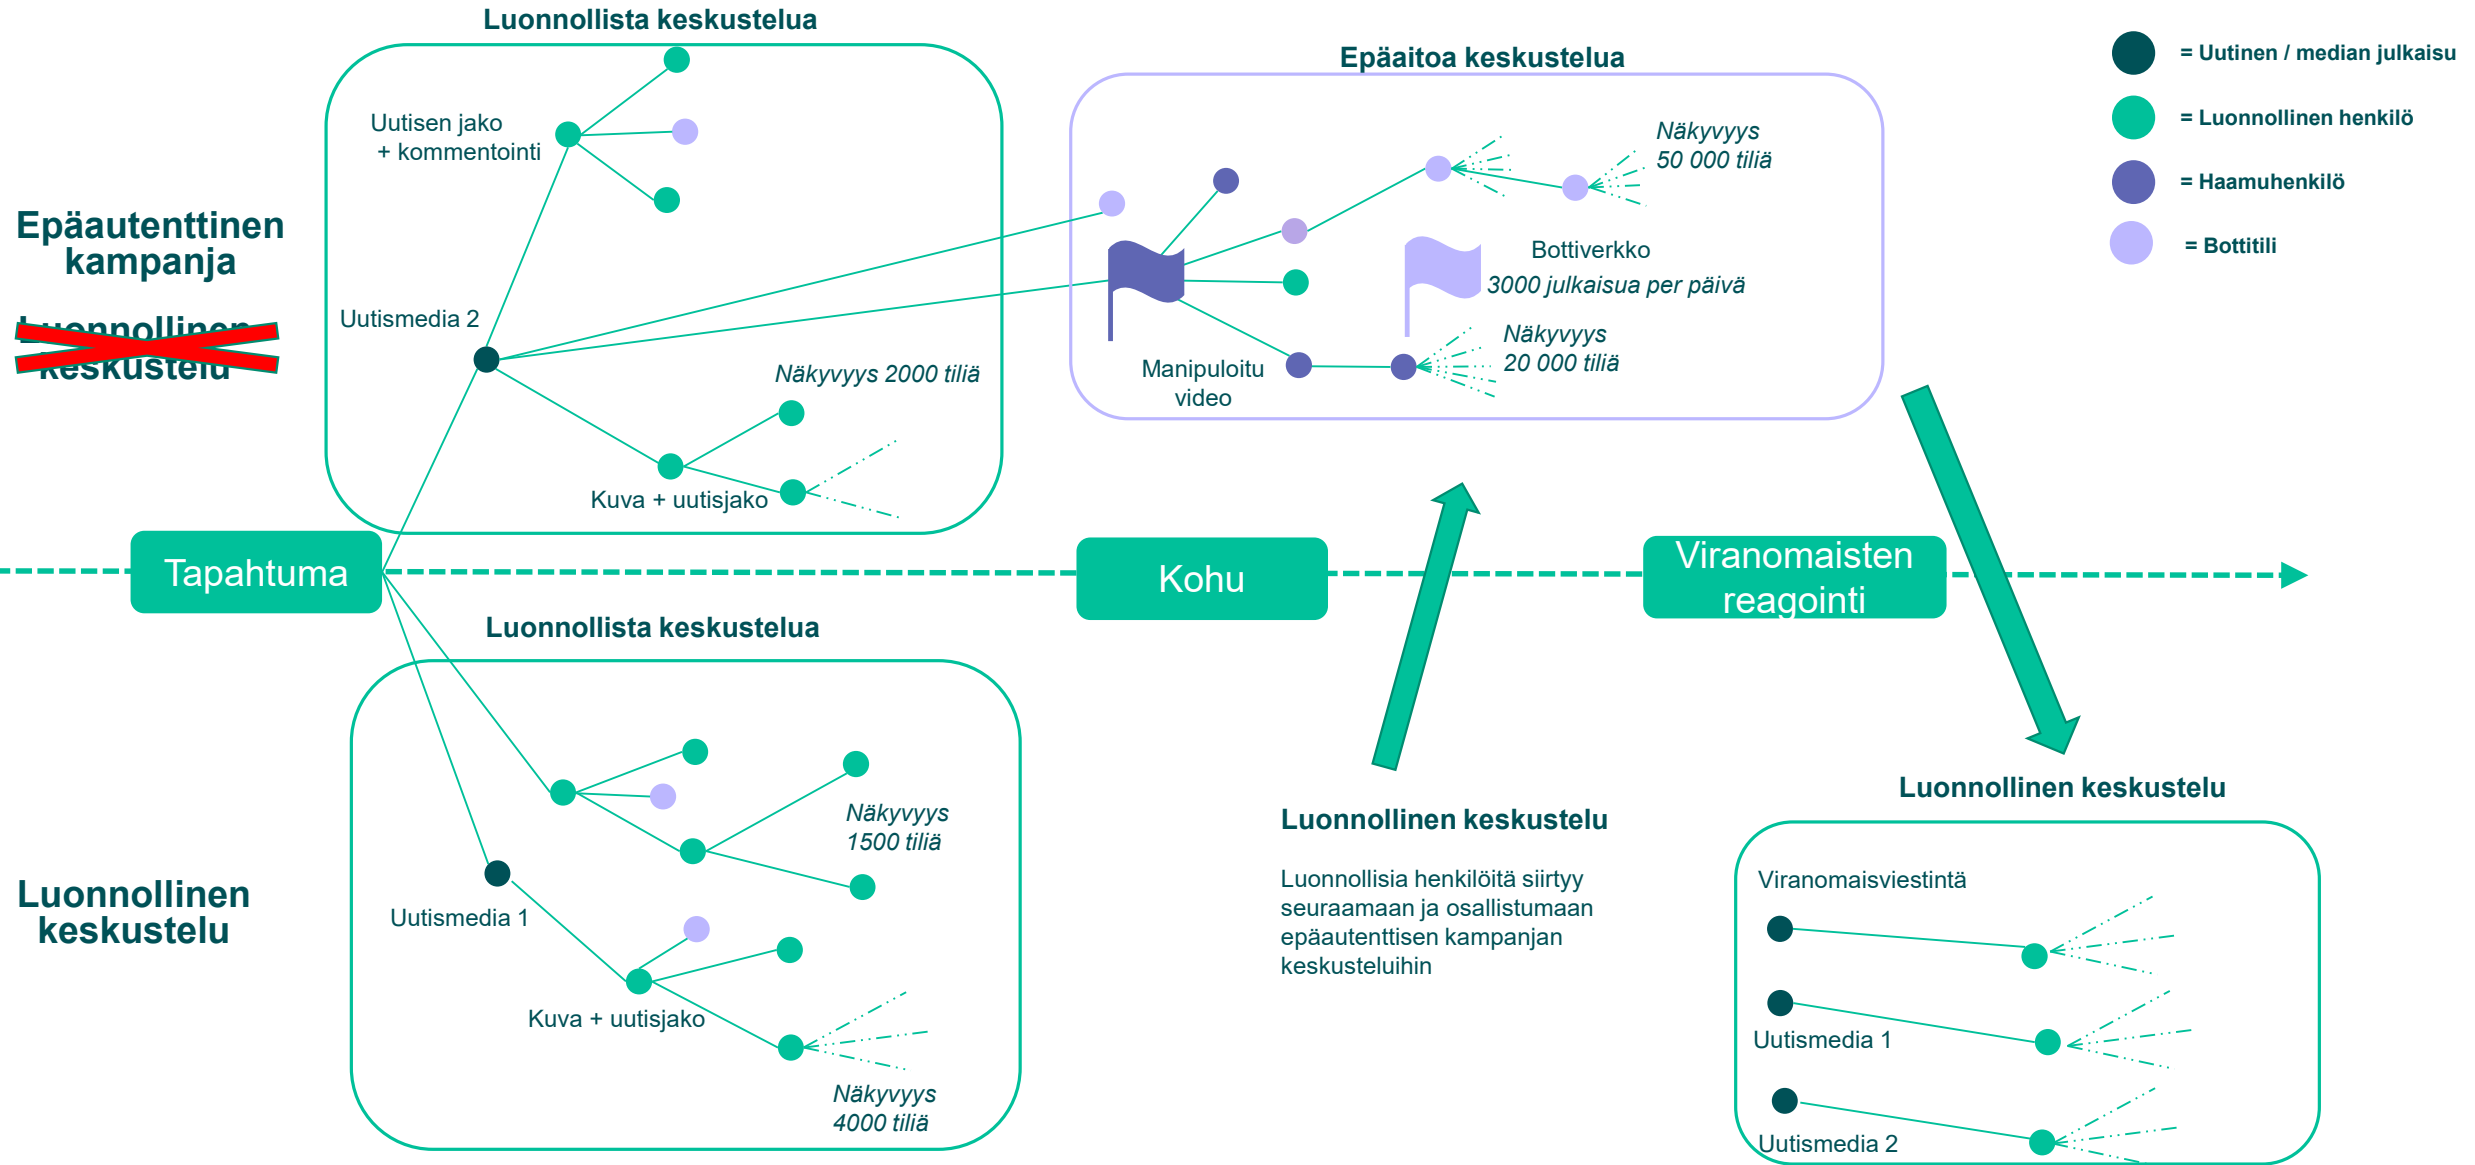 Luonnollista keskustelua
Uutisen jako
+ kommentointi
Epäautenttinen
kampanja
Luonnollinen
keskustelu
Uutismedia 2
Näkyvyys 2000 tiliä
Kuva + uutisjako
Epäaitoa keskustelua
Näkyvyys
50 000 tiliä
Bottiverkko
3000 julkaisua per päivä
Näkyvyys
20 000 tiliä
Manipuloitu
video
= Uutinen / median julkaisu
= Luonnollinen henkilö
= Haamuhenkilö
= Bottitili
Tapahtuma
Kohu
Viranomaisten
reagointi
Luonnollista keskustelua
Näkyvyys
1500 tiliä
Luonnollinen
keskustelu
Uutismedia 1
Kuva + uutisjako
Näkyvyys
4000 tiliä
Luonnollinen keskustelu
Luonnollisia henkilöitä siirtyy
seuraamaan ja osallistumaan
epäautenttisen kampanjan
keskusteluihin
Luonnollinen keskustelu
Viranomaisviestintä
Uutismedia 1
Uutismedia 2